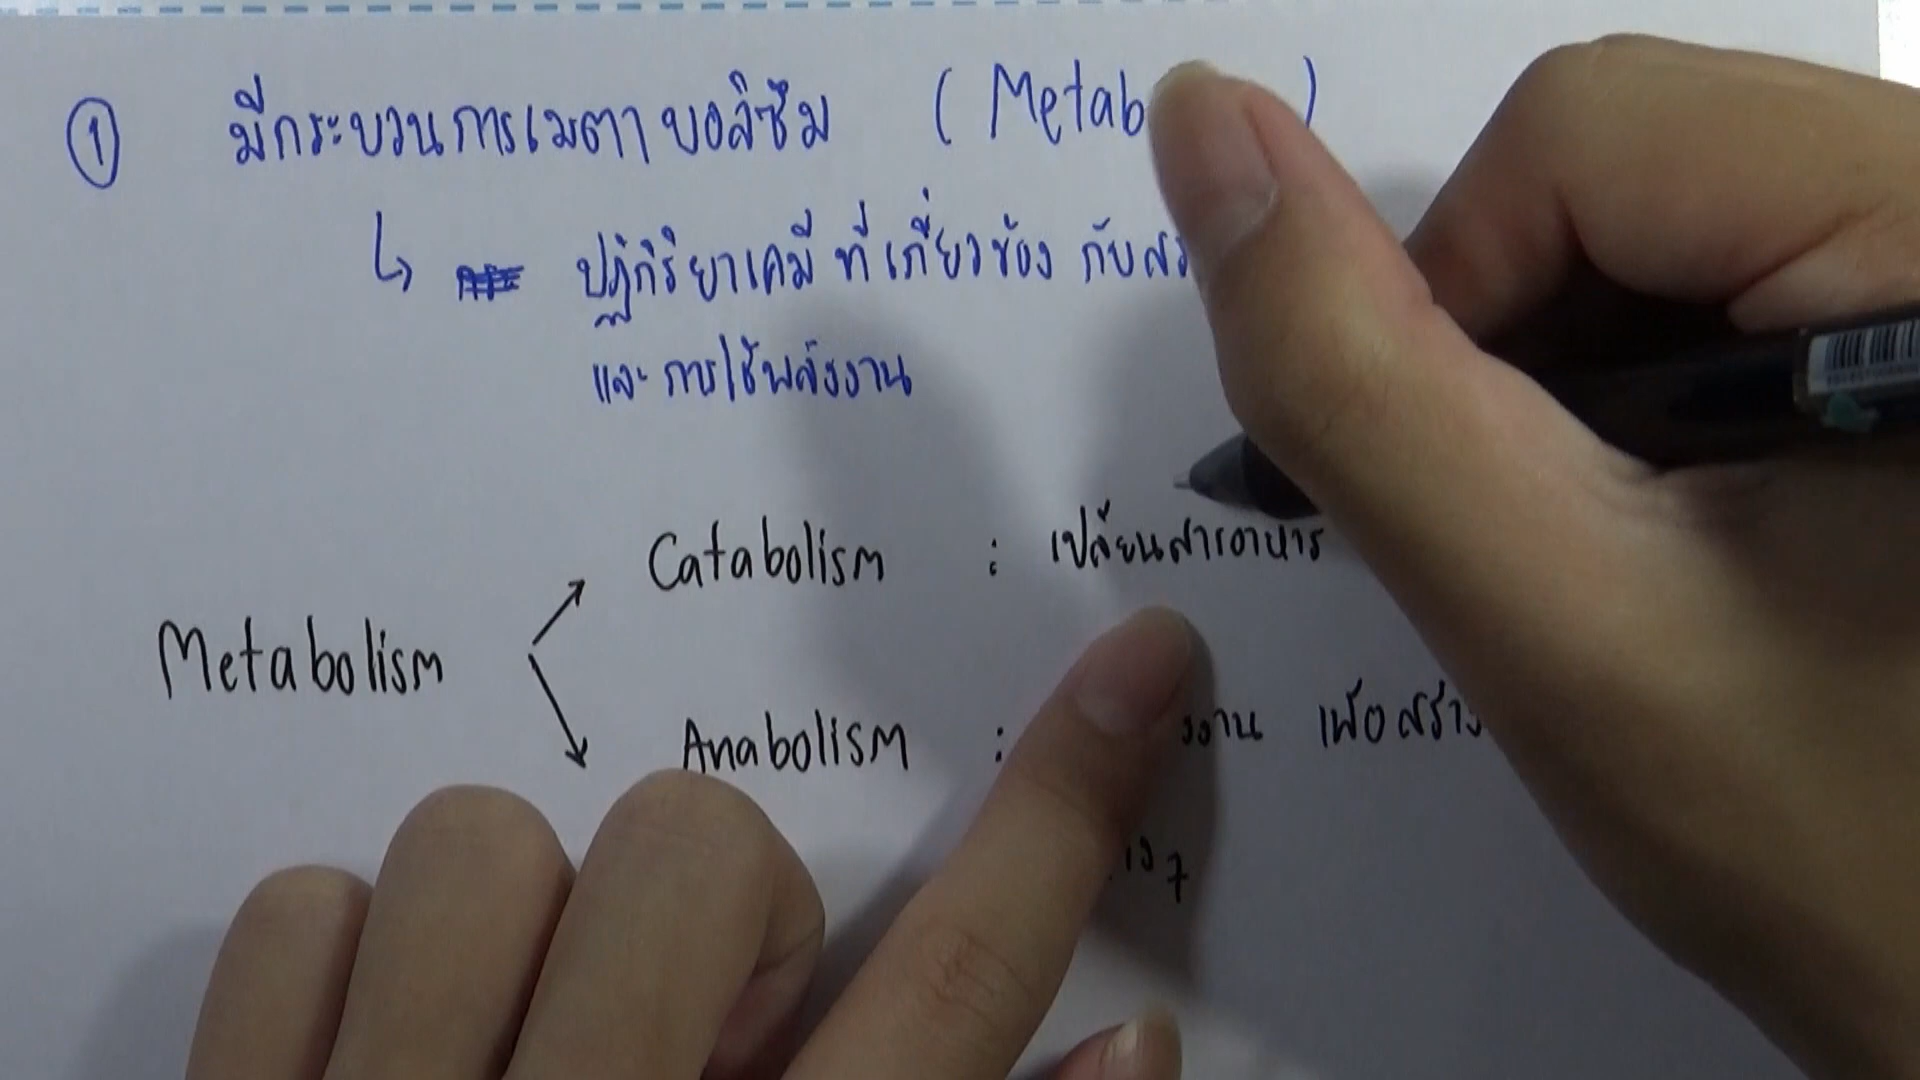 ① มีกระบวนการเมตาบอลิซึม ( Metab )
↳ ปฏิกิริยาเคมี ที่เกี่ยวข้อง กับ
และ การใช้พลังงาน
Catabolism : เปลี่ยนสารอาหาร
Metabolism
Anabolism : งาน เพื่อสร้าง